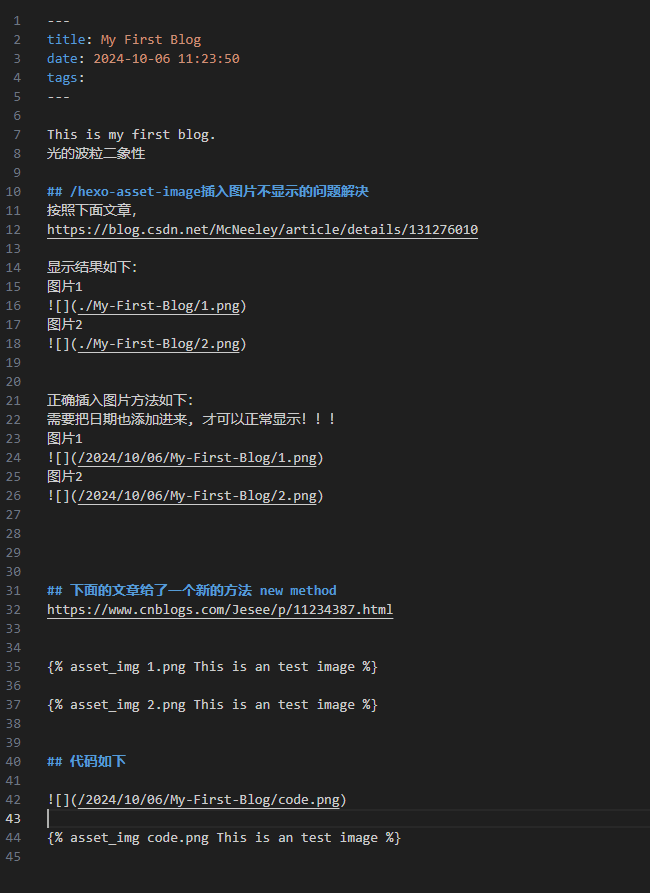 1 ---
2 title: My First Blog
3 date: 2024-10-06 11:23:50
4 tags:
5 ---
6
7 This is my first blog.
8 光的波粒二象性
9
10 ## /hexo-asset-image插入图片不显示的问题解决
11 按照下面文章,
12 https://blog.csdn.net/McNeeley/article/details/131276010
13
14 显示结果如下:
15 图片1
16 ![](./My-First-Blog/1.png)
17 图片2
18 ![](./My-First-Blog/2.png)
19
20
21 正确插入图片方法如下:
22 需要把日期也添加进来, 才可以正常显示!!!
23 图片1
24 ![](/2024/10/06/My-First-Blog/1.png)
25 图片2
26 ![](/2024/10/06/My-First-Blog/2.png)
27
28
29
30
31 ## 下面的文章给了一个新的方法 new method
32 https://www.cnblogs.com/Jesee/p/11234387.html
33
34
35 {% asset_img 1.png This is an test image %}
36
37 {% asset_img 2.png This is an test image %}
38
39
40 ## 代码如下
41
42 ![](/2024/10/06/My-First-Blog/code.png)
43
44 {% asset_img code.png This is an test image %}
45